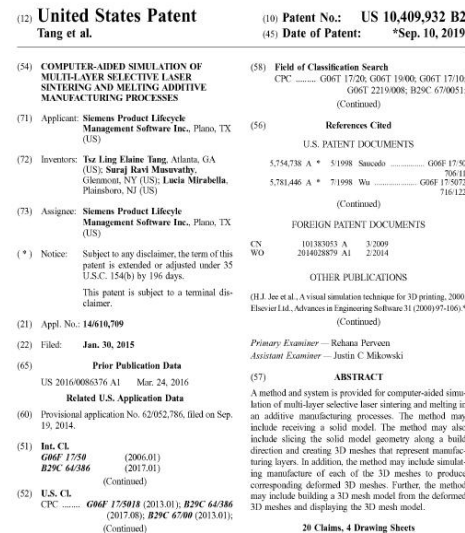 (12) United States Patent
Tang et al.
(10) Patent No.: US 10,409,932 B2
(45) Date of Patent: *Sep. 10, 2019
(54) COMPUTER-AIDED SIMULATION OF
MULTI-LAYER SELECTIVE LASER
SINTERING AND MELTING ADDITIVE
MANUFACTURING PROCESSES
(71) Applicant: Siemens Product Lifecycle
Management Software Inc., Plano, TX
(US)
(72) Inventors: Tsz Ling Elaine Tang, Atlanta, GA
(US); Suraj Ravi Musuvathy,
Glenmont, NY (US); Lucia Mirabella,
Plainsboro, NJ (US)
(73) Assignee: Siemens Product Lifecyle
Management Software Inc., Plano, TX
(US)
( * ) Notice: Subject to any disclaimer, the term of this
patent is extended or adjusted under 35
U.S.C. 154(b) by 196 days.
This patent is subject to a terminal dis-
claimer.
(21) Appl. No.: 14/610,709
(22) Filed: Jan. 30, 2015
(65) Prior Publication Data
US 2016/0086376 A1 Mar. 24, 2016
Related U.S. Application Data
(60) Provisional application No. 62/052,786, filed on Sep.
19, 2014.
(51) Int. Cl.
G06F 17/50 (2006.01)
B29C 64/386 (2017.01)
(Continued)
(52) U.S. Cl.
CPC ........ G06F 17/5018 (2013.01); B29C 64/386
(2017.08); B29C 67/00 (2013.01);
(Continued)
(58) Field of Classification Search
CPC ........ G06T 17/20; G06T 19/00; G06T 17/10;
G06T 2219/008; B29C 67/0051;
(Continued)
(56) References Cited
U.S. PATENT DOCUMENTS
5,754,738 A * 5/1998 Saucedo ................ G06F 17/50
706/11
5,781,446 A * 7/1998 Wu .................. G06F 17/5072
716/122
(Continued)
FOREIGN PATENT DOCUMENTS
CN 101383053 A 3/2009
WO 2014028879 A1 2/2014
OTHER PUBLICATIONS
(H.J. Jee et al., A visual simulation technique for 3D printing, 2000,
Elsevier Ltd., Advances in Engineering Software 31 (2000) 97-106).*
(Continued)
Primary Examiner — Rehana Perveen
Assistant Examiner — Justin C Mikowski
(57) ABSTRACT
A method and system is provided for computer-aided simu-
lation of multi-layer selective laser sintering and melting in
an additive manufacturing processes. The method may
include receiving a solid model. The method may also
include slicing the solid model geometry along a build
direction and creating 3D meshes that represent manufac-
turing layers. In addition, the method may include simulat-
ing manufacture of each of the 3D meshes to produce
corresponding deformed 3D meshes. Further, the method
may include building a 3D mesh model from the deformed
3D meshes and displaying the 3D mesh model.
20 Claims, 4 Drawing Sheets